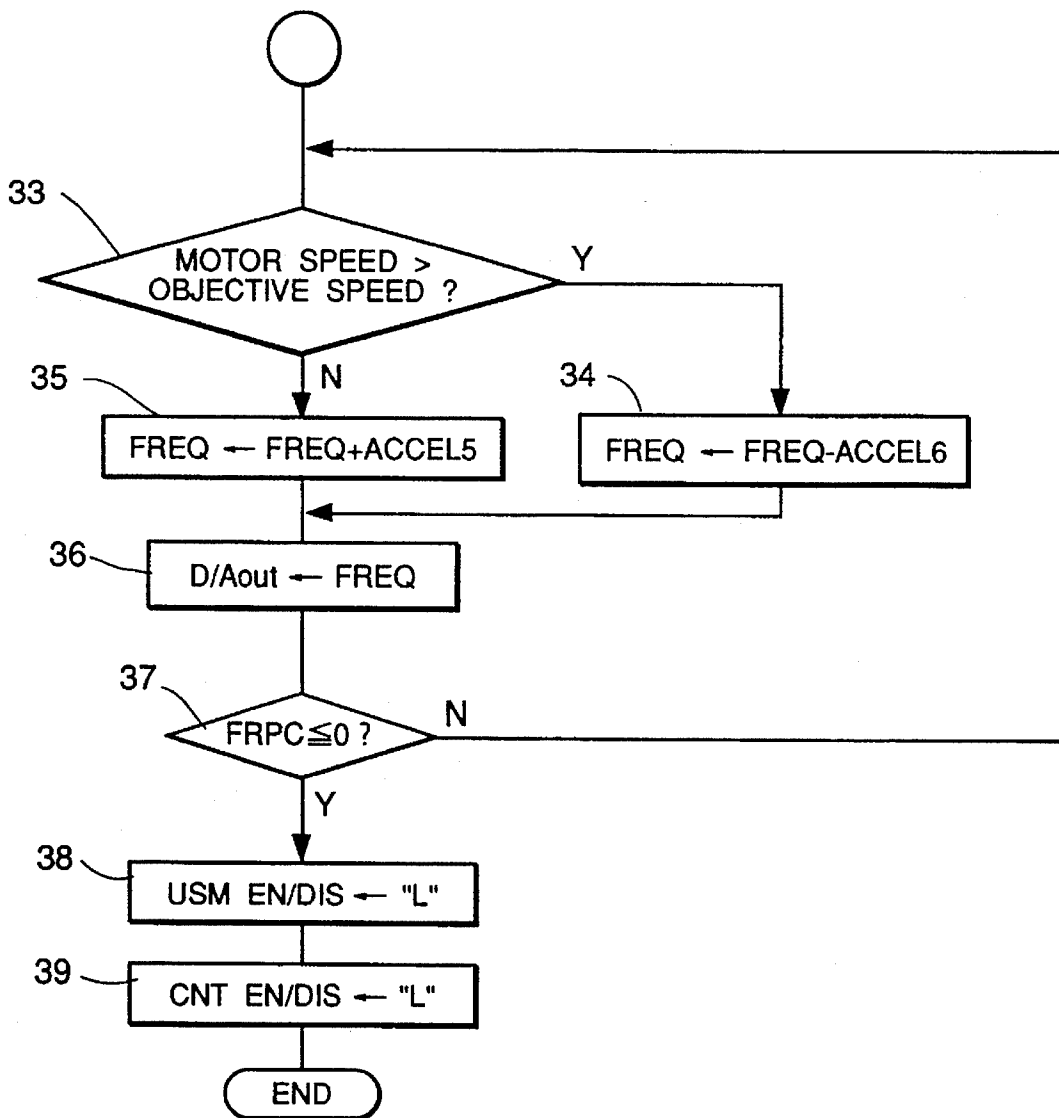 33
MOTOR SPEED >
OBJECTIVE SPEED ?
Y
N
35
FREQ ← FREQ+ACCEL5
34
FREQ ← FREQ-ACCEL6
36
D/Aout ← FREQ
37
FRPC≦0 ?
N
Y
38
USM EN/DIS ← "L"
39
CNT EN/DIS ← "L"
END